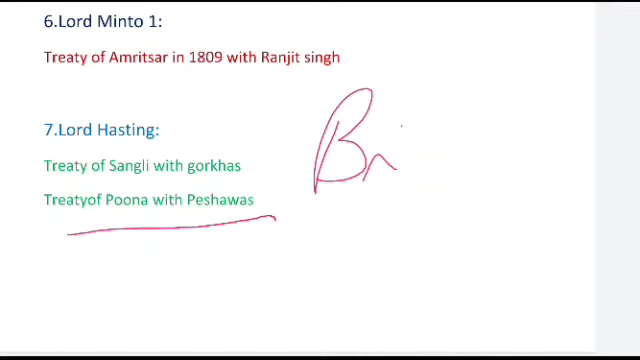 6.Lord Minto 1:
Treaty of Amritsar in 1809 with Ranjit singh
7.Lord Hasting:
Treaty of Sangli with gorkhas
Treatyof Poona with Peshawas